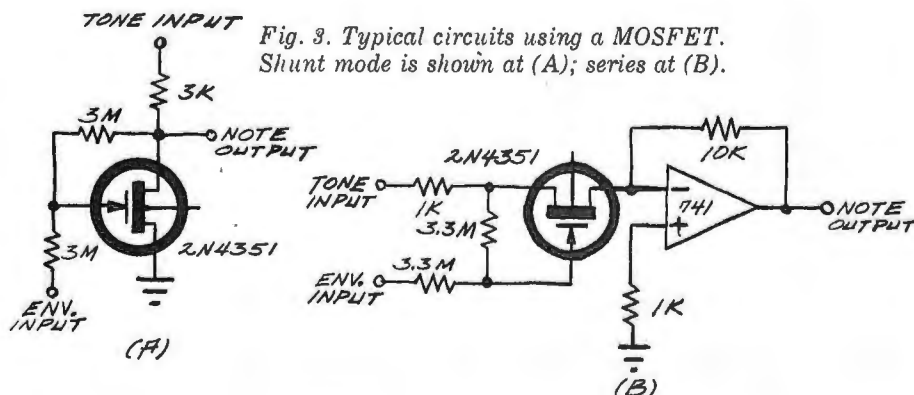 TONE INPUT
Fig. 3. Typical circuits using a MOSFET.
Shunt mode is shown at (A); series at (B).
3K
3M
NOTE
OUTPUT
2N4351
3M
ENV.
INPUT
(A)
2N4351
10K
TONE
INPUT
1K
3.3M
-
741
+
NOTE
OUTPUT
ENV.
INPUT
3.3M
1K
(B)